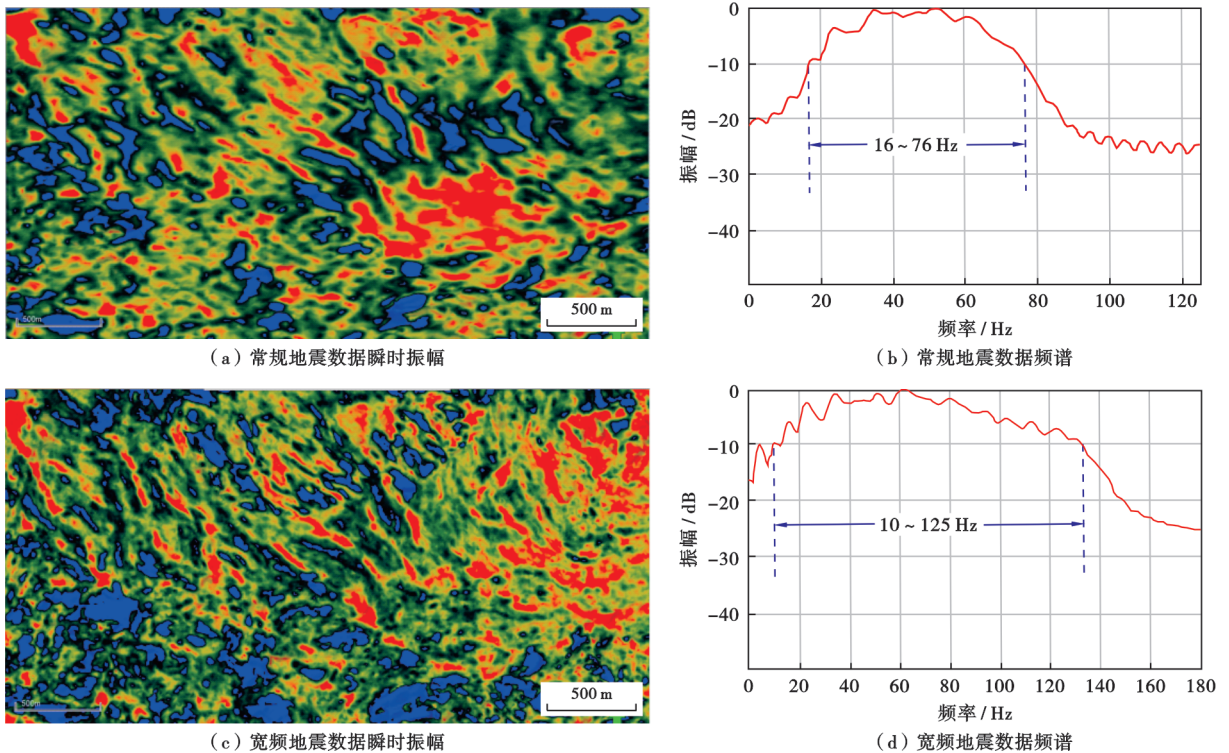 500m
500 m
(a) 常规地震数据瞬时振幅
0
−10
−20
−30
−40
振幅 / dB
16 ~ 76 Hz
0 20 40 60 80 100 120
频率 / Hz
(b) 常规地震数据频谱
500m
500 m
(c) 宽频地震数据瞬时振幅
0
−10
−20
−30
−40
振幅 / dB
10 ~ 125 Hz
0 20 40 60 80 100 120 140 160 180
频率 / Hz
(d) 宽频地震数据频谱